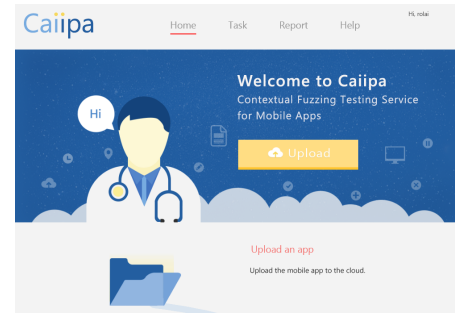 Caiipa
Home Task Report Help
Hi, rolai
Hi
Welcome to Caiipa
Contextual Fuzzing Testing Service
for Mobile Apps
Upload
Upload an app
Upload the mobile app to the cloud.